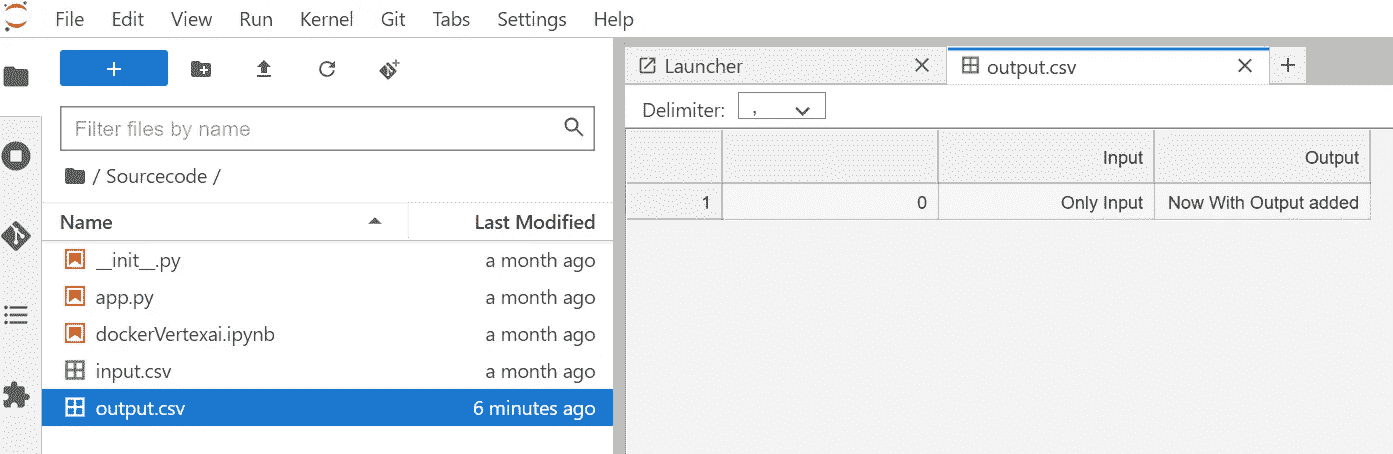 File Edit View Run Kernel Git Tabs Settings Help
+
Filter files by name
/ Sourcecode /
Name Last Modified
__init__.py a month ago
app.py a month ago
dockerVertexai.ipynb a month ago
input.csv a month ago
output.csv 6 minutes ago
Launcher output.csv +
Delimiter: ,
Input Output
1 0 Only Input Now With Output added